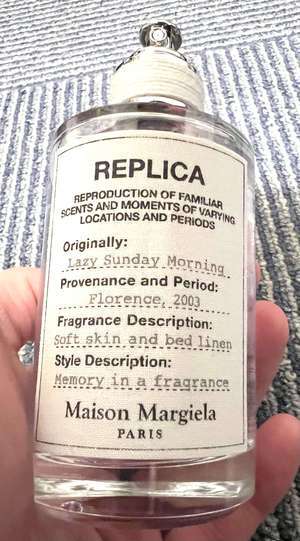 REPLICA
REPRODUCTION OF FAMILIAR
SCENTS AND MOMENTS OF VARYING
LOCATIONS AND PERIODS
Originally:
Lazy Sunday Morning
Provenance and Period:
Florence, 2003
Fragrance Description:
Soft skin and bed linen
Style Description:
Memory in a fragrance
Maison Margiela
PARIS